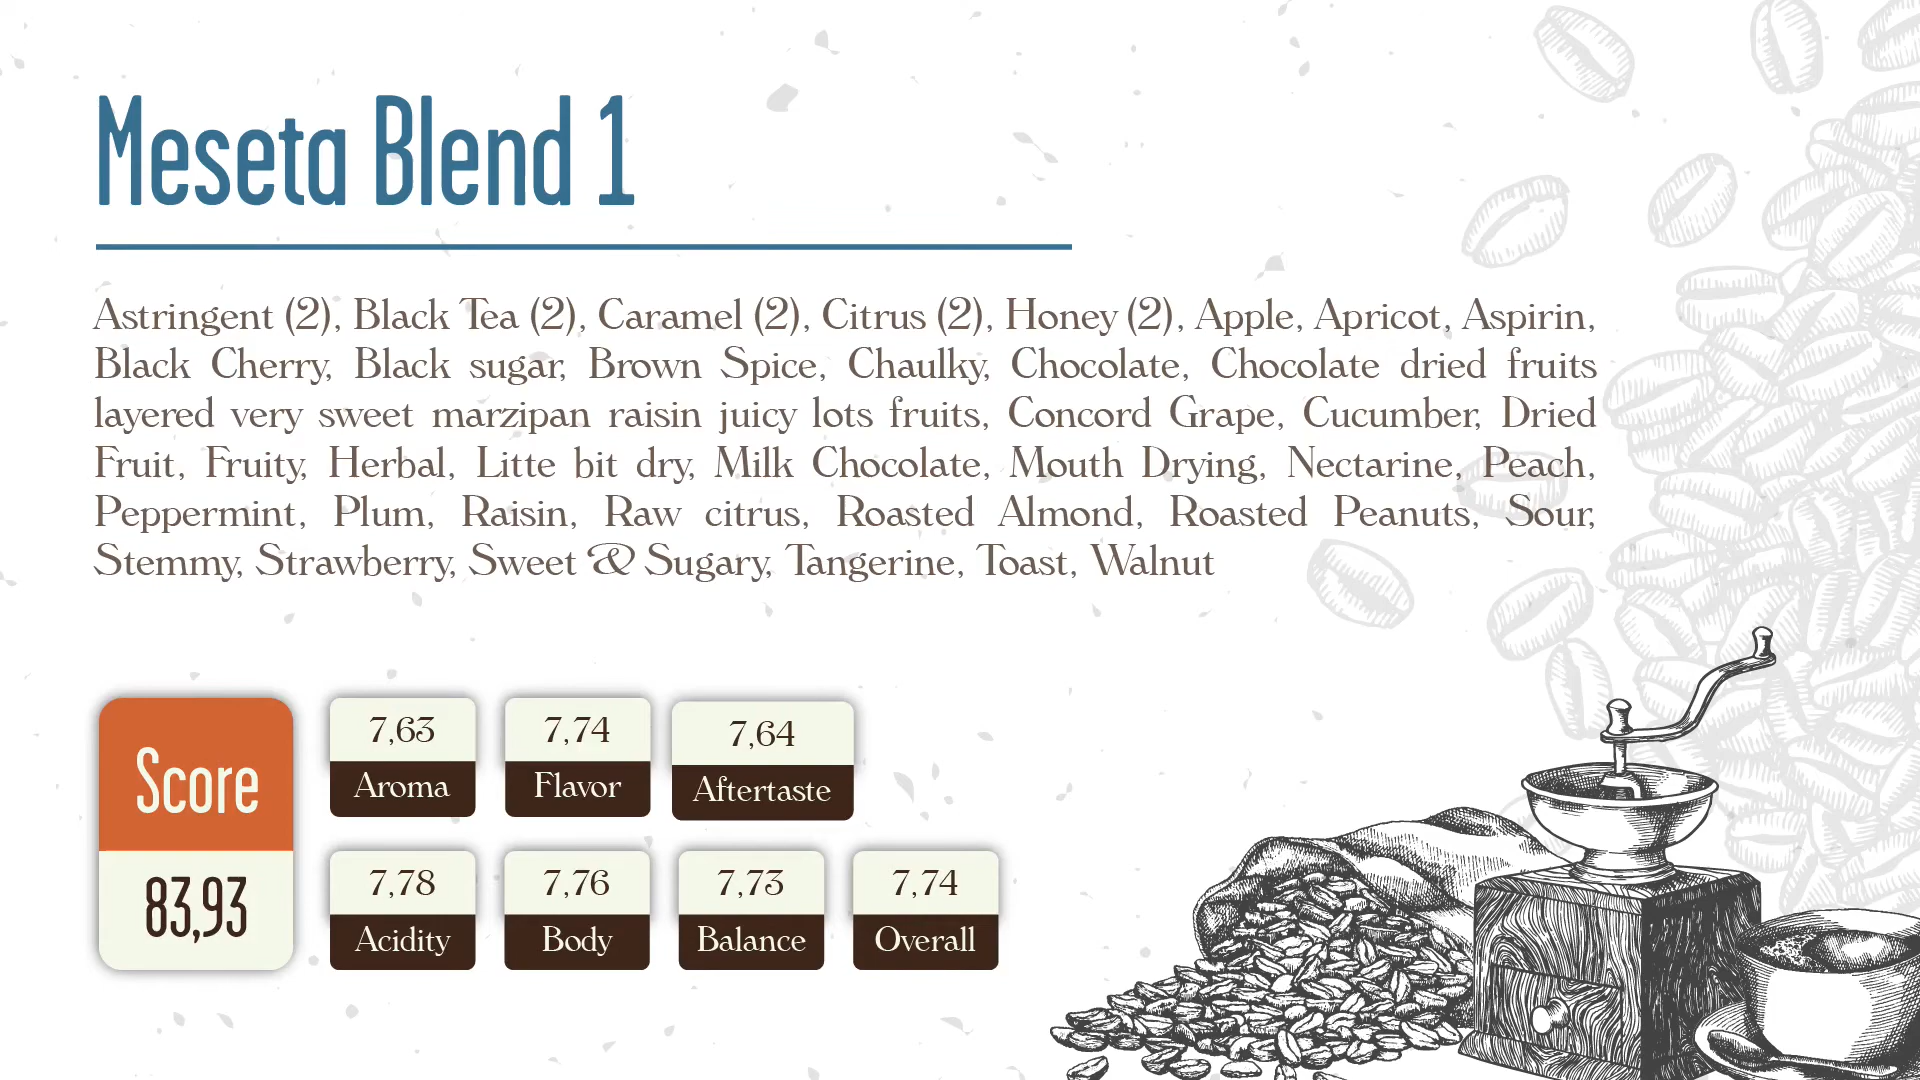 Meseta Blend 1
Astringent (2), Black Tea (2), Caramel (2), Citrus (2), Honey (2), Apple, Apricot, Aspirin,
Black Cherry, Black sugar, Brown Spice, Chaulky, Chocolate, Chocolate dried fruits
layered very sweet marzipan raisin juicy lots fruits, Concord Grape, Cucumber, Dried
Fruit, Fruity, Herbal, Litte bit dry, Milk Chocolate, Mouth Drying, Nectarine, Peach,
Peppermint, Plum, Raisin, Raw citrus, Roasted Almond, Roasted Peanuts, Sour,
Stemmy, Strawberry, Sweet & Sugary, Tangerine, Toast, Walnut
Score
83,93
7,63
Aroma
7,74
Flavor
7,64
Aftertaste
7,78
Acidity
7,76
Body
7,73
Balance
7,74
Overall